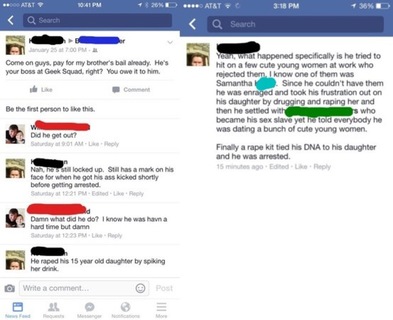 AT&T
10:41 PM
26%
Search
January 25 at 7:00 PM
Come on guys, pay for my brother's bail already. He's
your boss at Geek Squad, right? You owe it to him.
Like
Comment
Be the first person to like this.
Did he get out?
Saturday at 9:01 AM · Like · Reply
Nah, he's still locked up. Still has a mark on his
face for when he got his ass kicked shortly
before getting arrested.
Saturday at 12:21 PM · Edited · Like · Reply
Damn what did he do? I know he was havn a
hard time but damn
Saturday at 12:23 PM · Like · Reply
He raped his 15 year old daughter by spiking
her drink.
Write a comment...
Post
News Feed
Requests
Messenger
Notifications
More
AT&T
3:18 PM
36%
Search
Yeah, what happened specifically is he tried to
hit on a few cute young women at work who
rejected them. I know one of them was
Samantha Since he couldn't have them
he was enraged and took his frustration out on
his daughter by drugging and raping her and
then he settled with who
became his sex slave yet he told everybody he
was dating a bunch of cute young women.
Finally a rape kit tied his DNA to his daughter
and he was arrested.
15 minutes ago · Edited · Like · Reply